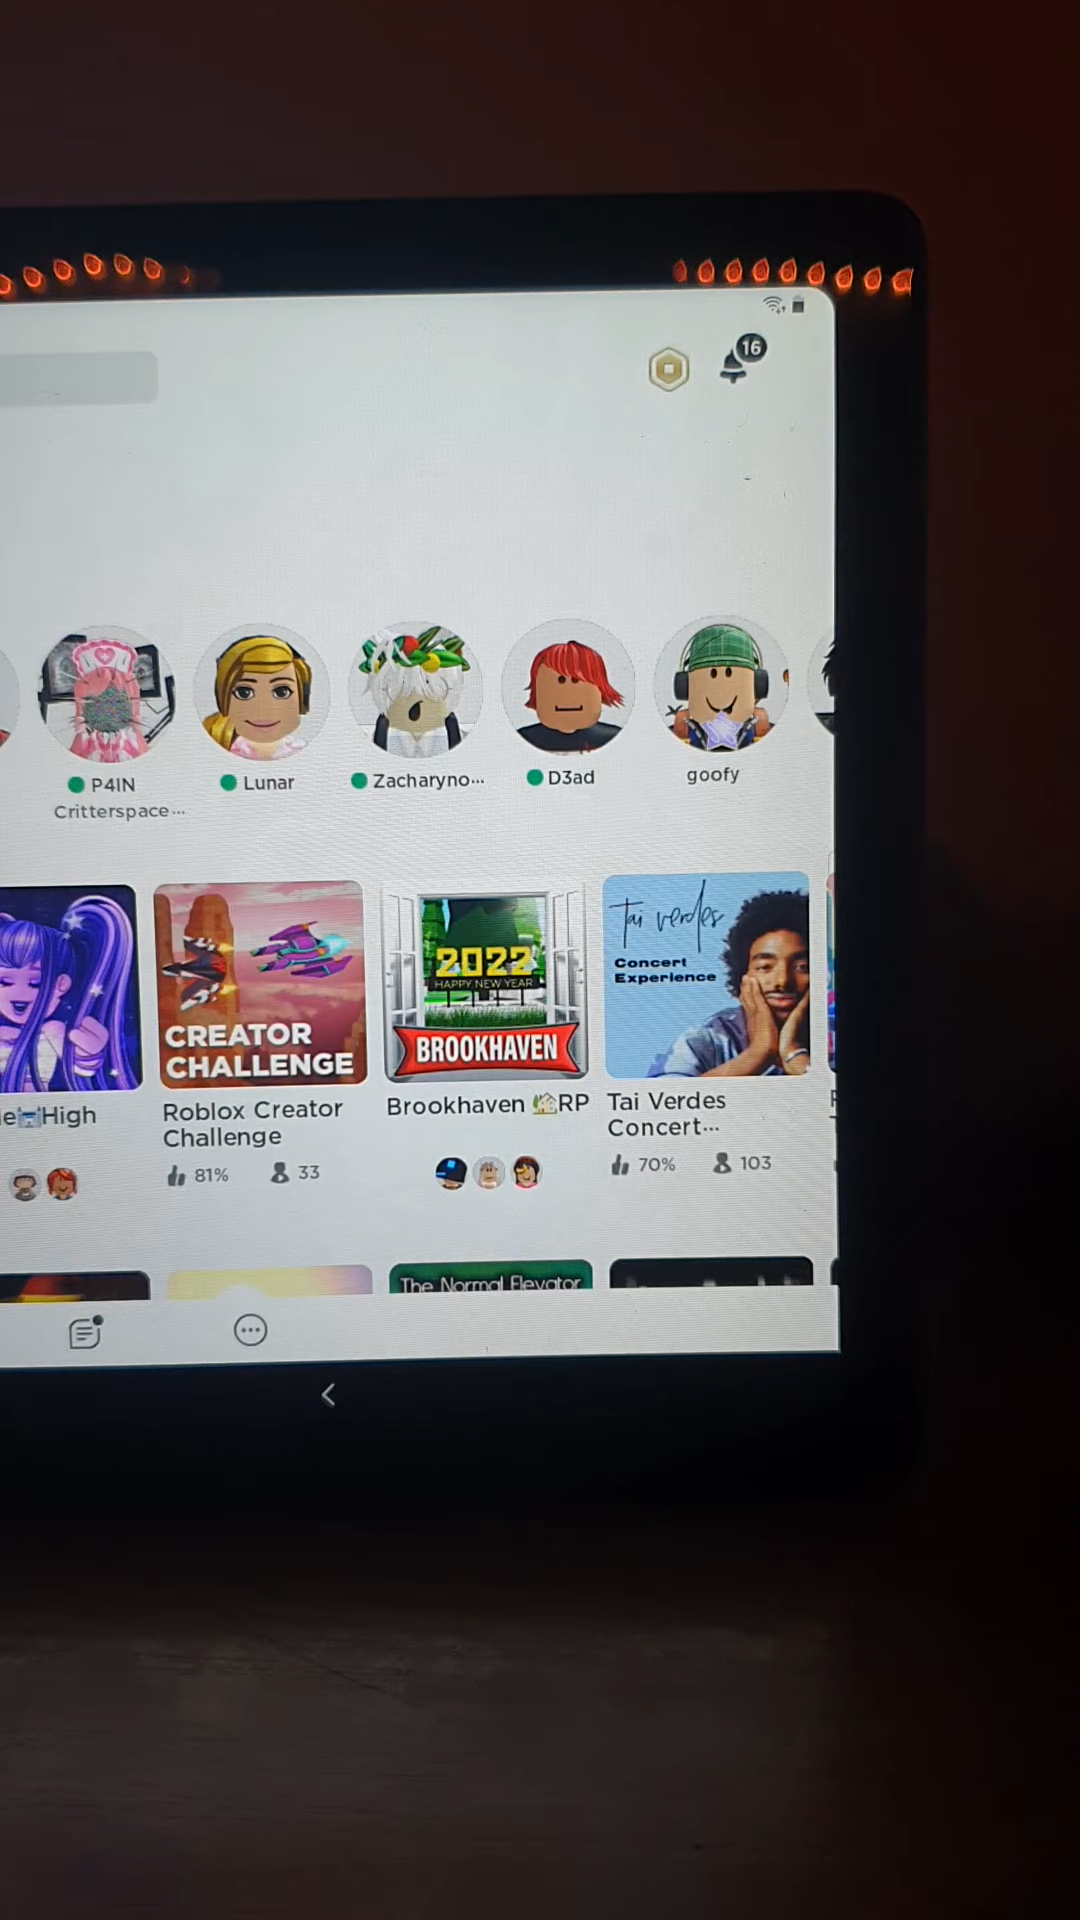 16
P4IN
Lunar
Zacharyno...
D3ad
goofy
Critterspace...
2022
HAPPY NEW YEAR
BROOKHAVEN
CREATOR
CHALLENGE
Tai verdes
Concert
Experience
High
Roblox Creator
Challenge
Brookhaven 🏡RP
Tai Verdes
Concert...
81%
33
70%
103
The Normal Elevator